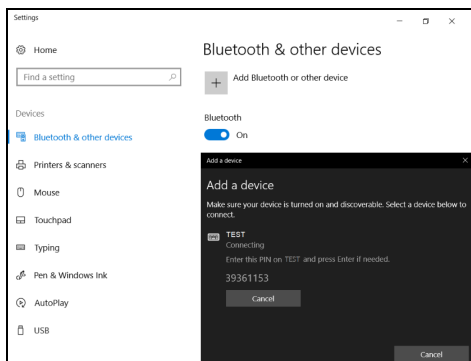 Settings
Home
Find a setting
Devices
Bluetooth & other devices
Printers & scanners
Mouse
Touchpad
Typing
Pen & Windows Ink
AutoPlay
USB
Bluetooth & other devices
Add Bluetooth or other device
Bluetooth
On
Add a device
Add a device
Make sure your device is turned on and discoverable. Select a device below to
connect.
TEST
Connecting
Enter this PIN on TEST and press Enter if needed.
39361153
Cancel
Cancel